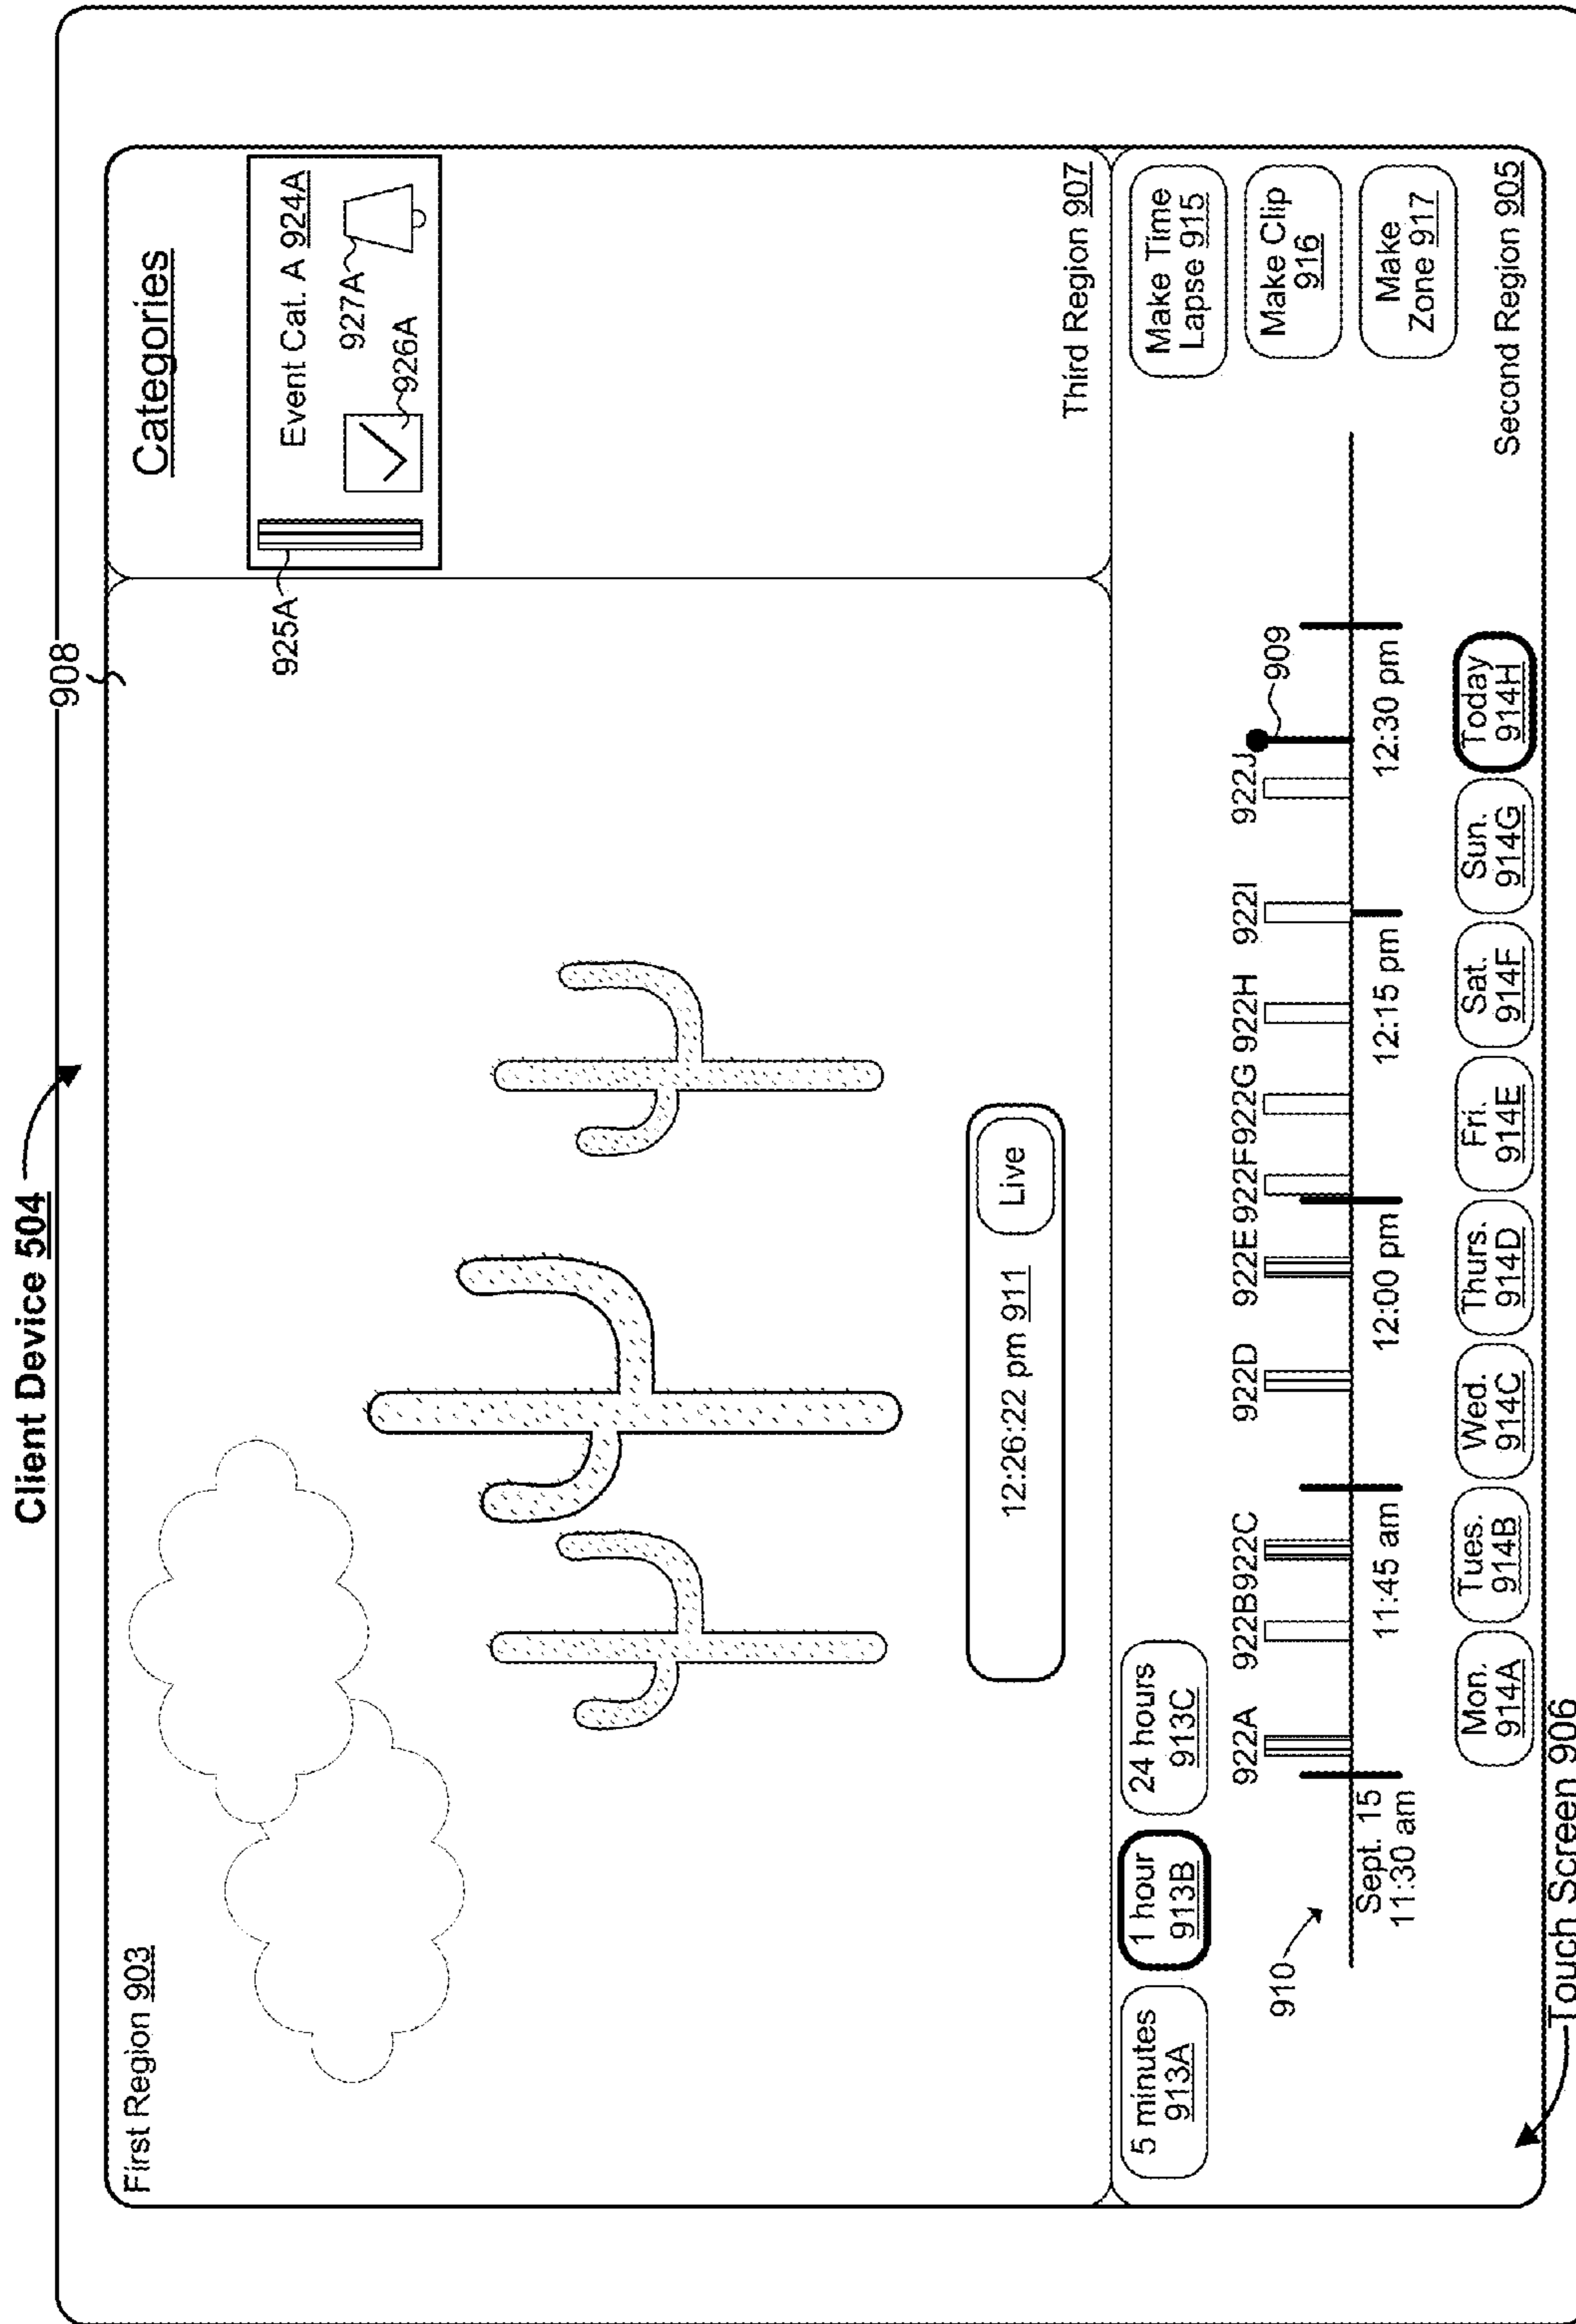 Client Device 504
908
First Region 903
Categories
Event Cat. A 924A
925A
926A
927A
12:26:22 pm 911
Live
Third Region 907
5 minutes
913A
1 hour
913B
24 hours
913C
Make Time
Lapse 915
Make Clip
916
Make
Zone 917
910
922A
922B
922C
922D
922E
922F
922G
922H
922I
922J
909
Sept. 15
11:30 am
11:45 am
12:00 pm
12:15 pm
12:30 pm
Mon.
914A
Tues.
914B
Wed.
914C
Thurs.
914D
Fri.
914E
Sat.
914F
Sun.
914G
Today
914H
Second Region 905
Touch Screen 906